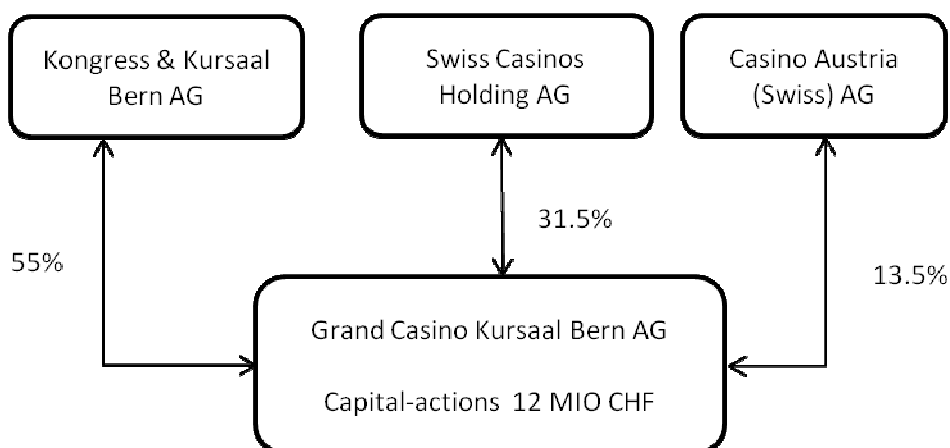 Kongress & Kursaal
Bern AG
Swiss Casinos
Holding AG
Casino Austria
(Swiss) AG
55%
31.5%
13.5%
Grand Casino Kursaal Bern AG
Capital-actions 12 MIO CHF